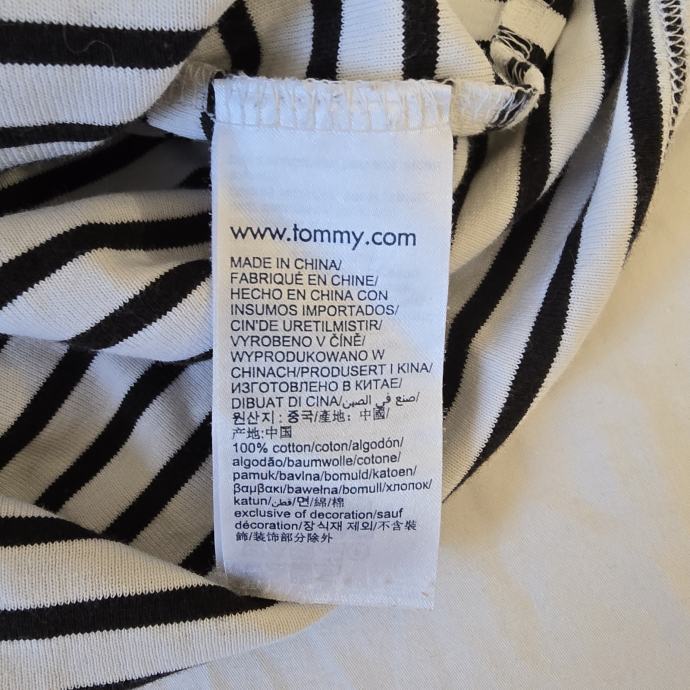 www.tommy.com
MADE IN CHINA/
FABRIQUÉ EN CHINE/
HECHO EN CHINA CON
INSUMOS IMPORTADOS/
CIN'DE URETILMISTIR/
VYROBENO V ČÍNĚ/
WYPRODUKOWANO W
CHINACH/PRODUSERT I KINA/
ИЗГОТОВЛЕНО В КИТАЕ/
DIBUAT DI CINA/صنع في الصين/
원산지 : 중국/產地：中國/
产地:中国
100% cotton/coton/algodón/
algodão/baumwolle/cotone/
pamuk/bavlna/bomuld/katoen/
βαμβακι/bawełna/bomull/хлопок/
katun/قطن/면/綿/棉
exclusive of decoration/sauf
décoration/장식재 제외/不含裝
飾/装饰部分除外